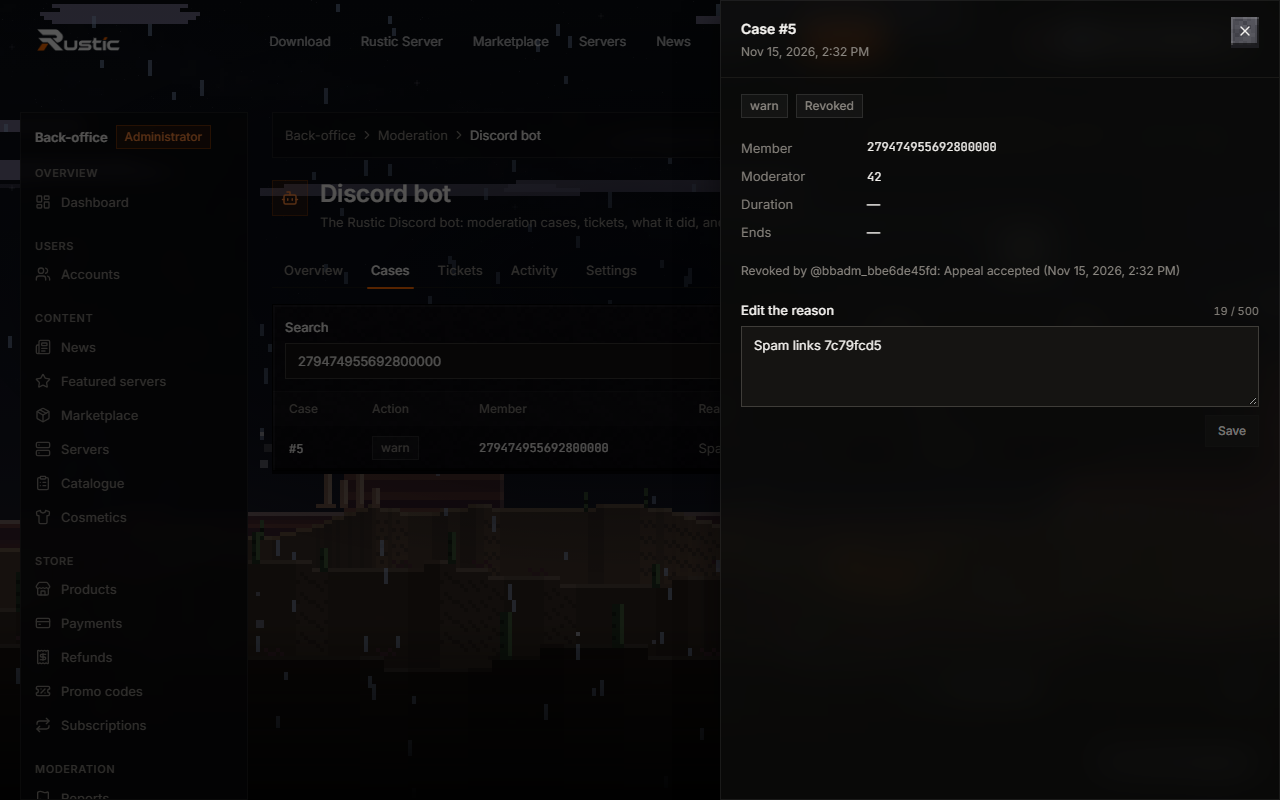 Rustic
Download
Rustic Server
Marketplace
Servers
News
Back-office
Administrator
OVERVIEW
Dashboard
USERS
Accounts
CONTENT
News
Featured servers
Marketplace
Servers
Catalogue
Cosmetics
STORE
Products
Payments
Refunds
Promo codes
Subscriptions
MODERATION
Reports
Back-office > Moderation > Discord bot
Discord bot
The Rustic Discord bot: moderation cases, tickets, what it did, an
Overview
Cases
Tickets
Activity
Settings
Search
279474955692800000
Case Action Member Rea
#5 warn 279474955692800000 Spa
Case #5
Nov 15, 2026, 2:32 PM
warn Revoked
Member 279474955692800000
Moderator 42
Duration —
Ends —
Revoked by @bbadm_bbe6de45fd: Appeal accepted (Nov 15, 2026, 2:32 PM)
Edit the reason 19 / 500
Spam links 7c79fcd5
Save